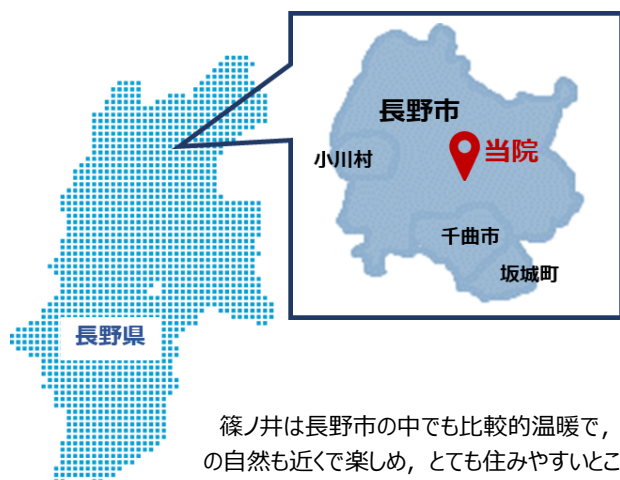 長野市
小川村
当院
千曲市
坂城町
長野県
篠ノ井は長野市の中でも比較的温暖で，
の自然も近くで楽しめ，とても住みやすいとこ